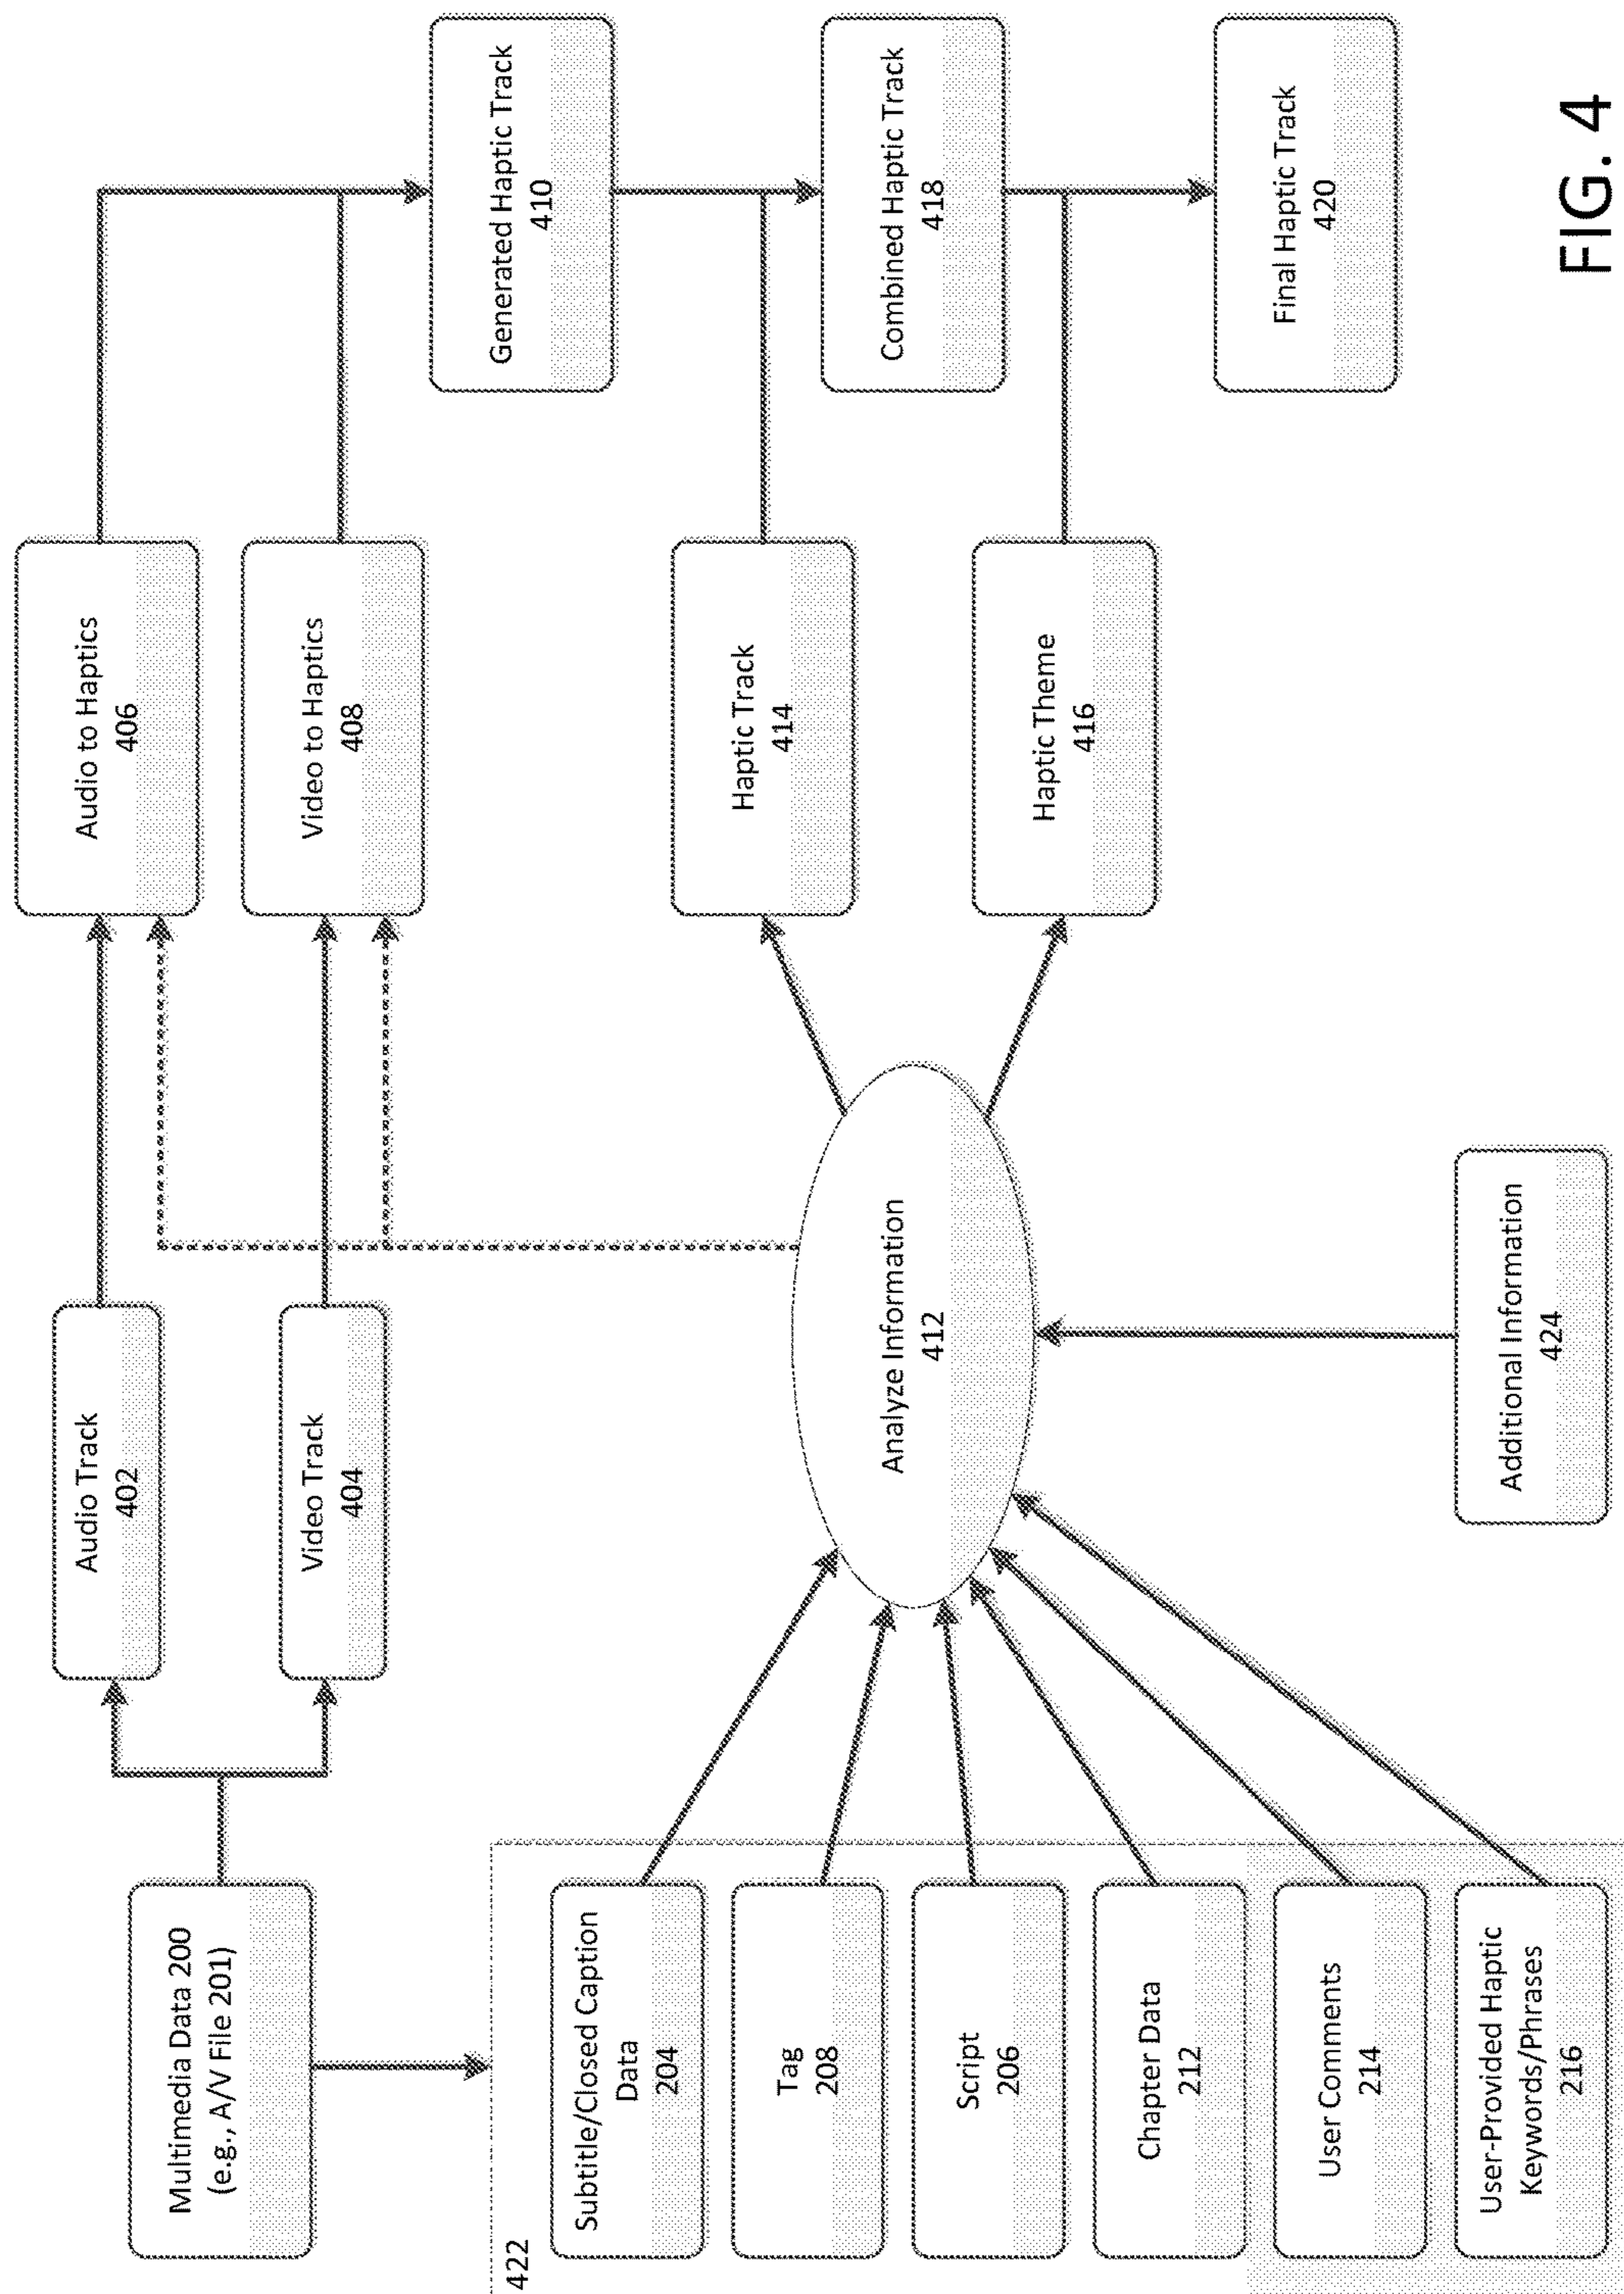 Multimedia Data 200
(e.g., A/V File 201)
Audio Track
402
Video Track
404
Audio to Haptics
406
Video to Haptics
408
Generated Haptic Track
410
422
Subtitle/Closed Caption
Data
204
Tag
208
Script
206
Chapter Data
212
User Comments
214
User-Provided Haptic
Keywords/Phrases
216
Analyze Information
412
Additional Information
424
Haptic Track
414
Haptic Theme
416
Combined Haptic Track
418
Final Haptic Track
420
FIG. 4